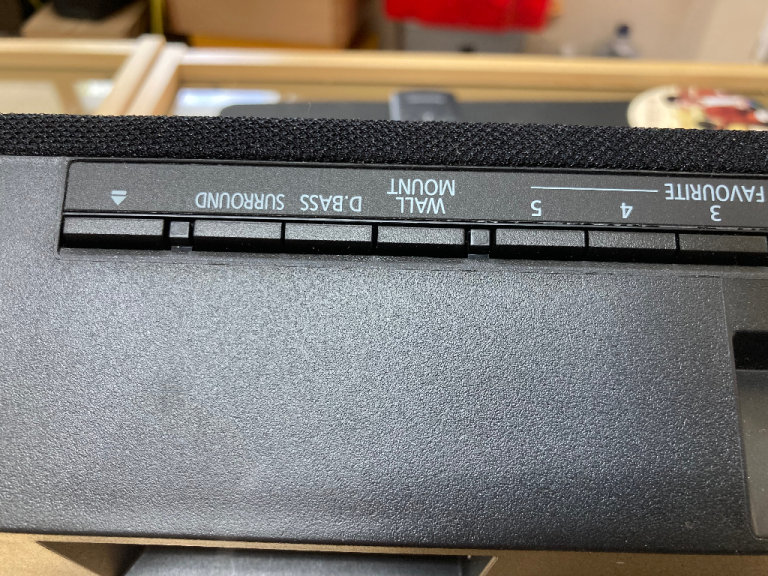 3 4 5
FAVOURITE
WALL
MOUNT
D.BASS
SURROUND